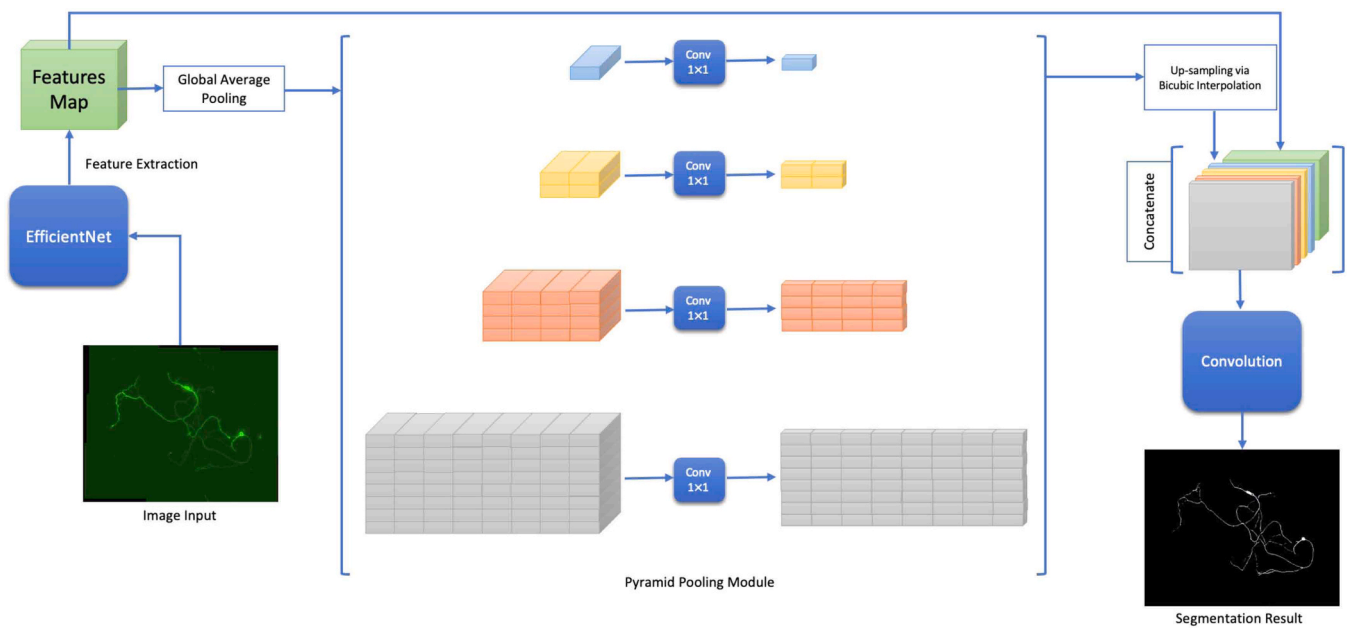 Features
Map
Global Average
Pooling
Feature Extraction
EfficientNet
Image Input
Conv
1×1
Conv
1×1
Conv
1×1
Conv
1×1
Pyramid Pooling Module
Up-sampling via
Bicubic Interpolation
Concatenate
Convolution
Segmentation Result